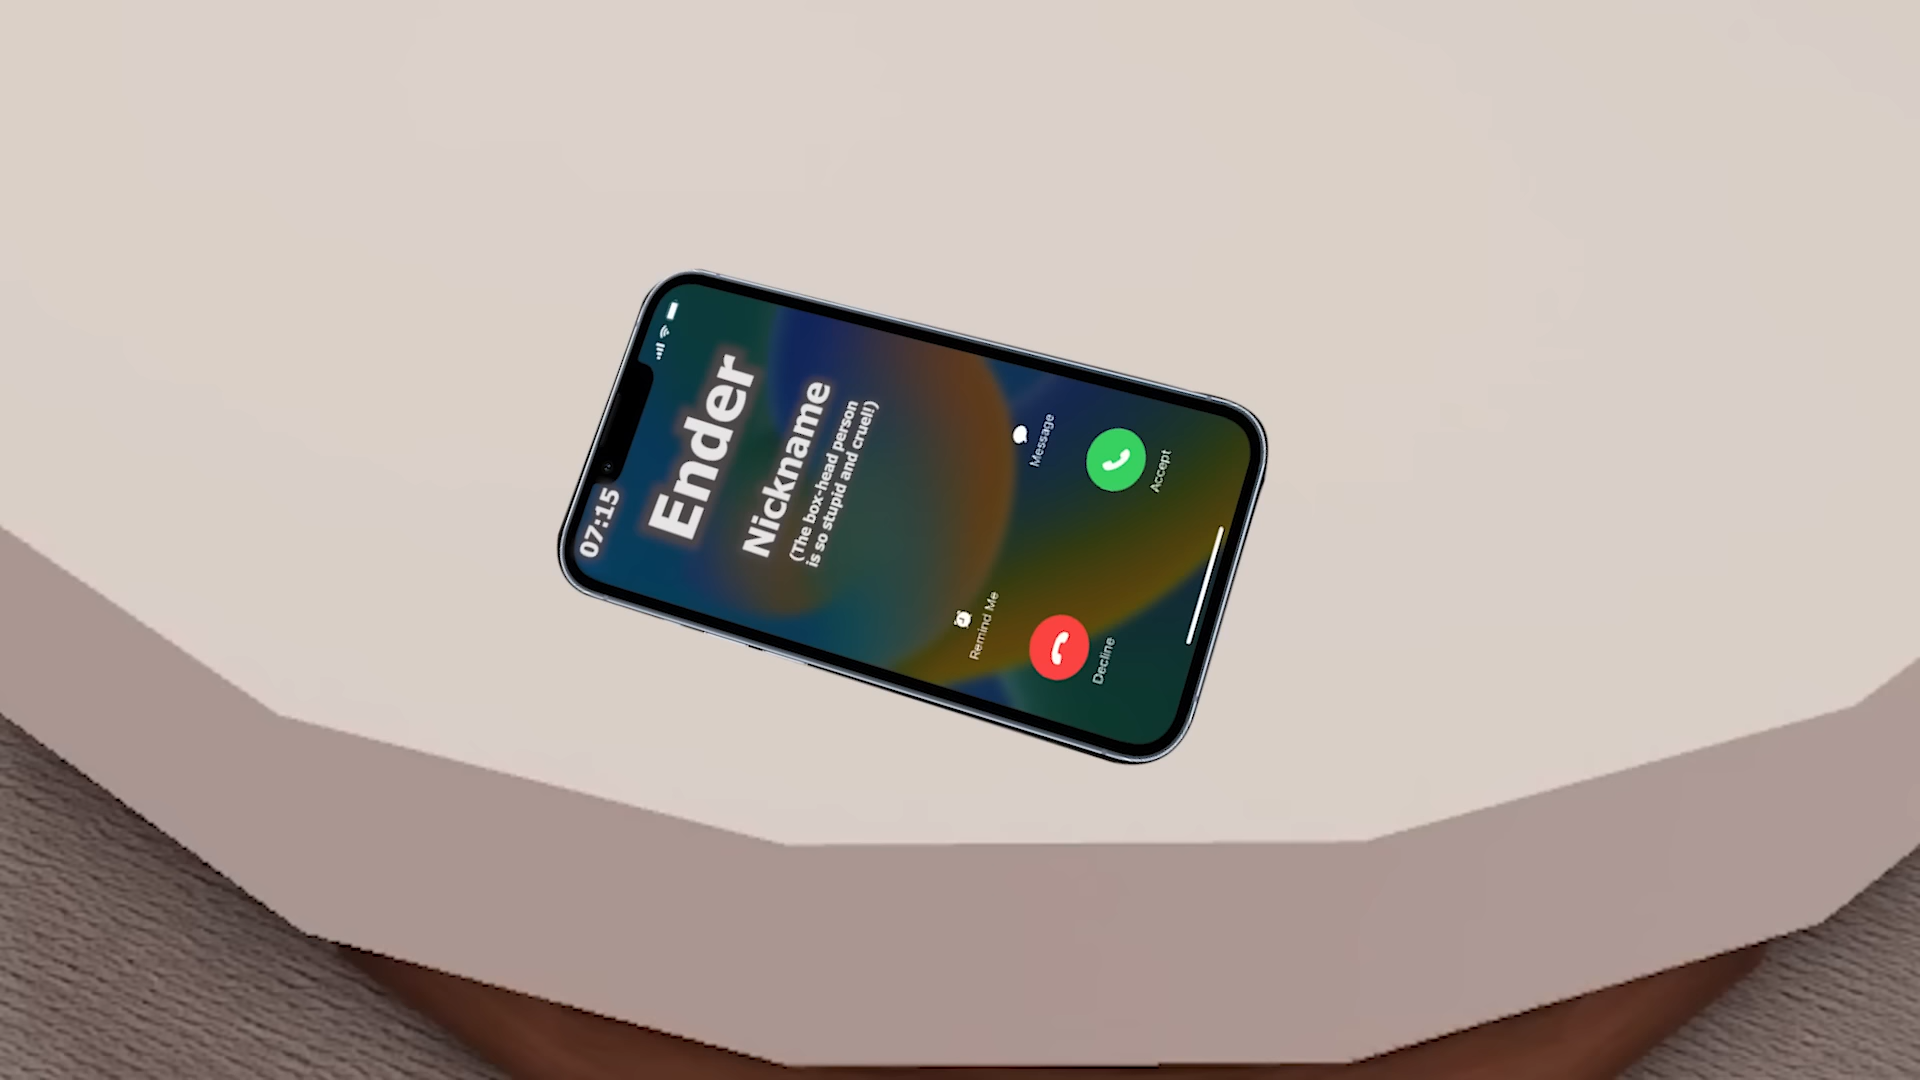 07:15
Ender
Nickname
(The box-head person
is so stupid and cruel!)
Remind Me
Message
Decline
Accept